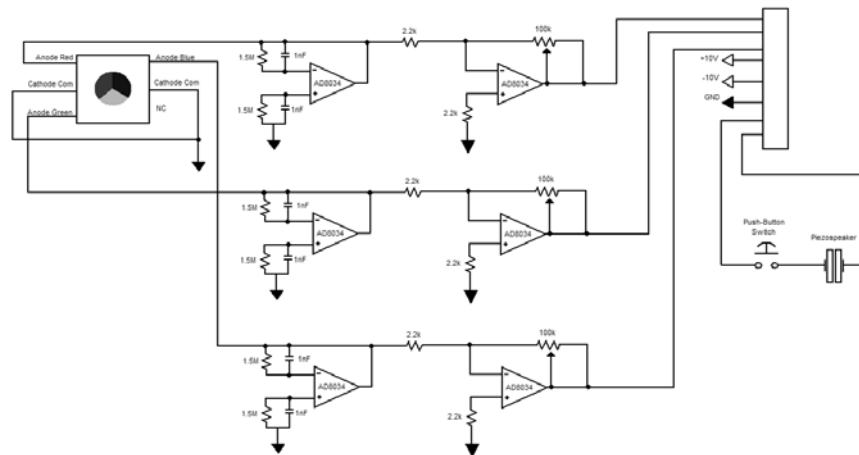 Anode Red
Anode Blue
Cathode Com
Cathode Com
NC
Anode Green
1.5M
1nF
AD8034
1.5M
1nF
2.2k
100k
AD8034
2.2k
+10V
-10V
GND
1.5M
1nF
AD8034
1.5M
1nF
2.2k
100k
AD8034
2.2k
Push-Button
Switch
Piezospeaker
1.5M
1nF
AD8034
1.5M
1nF
2.2k
100k
AD8034
2.2k